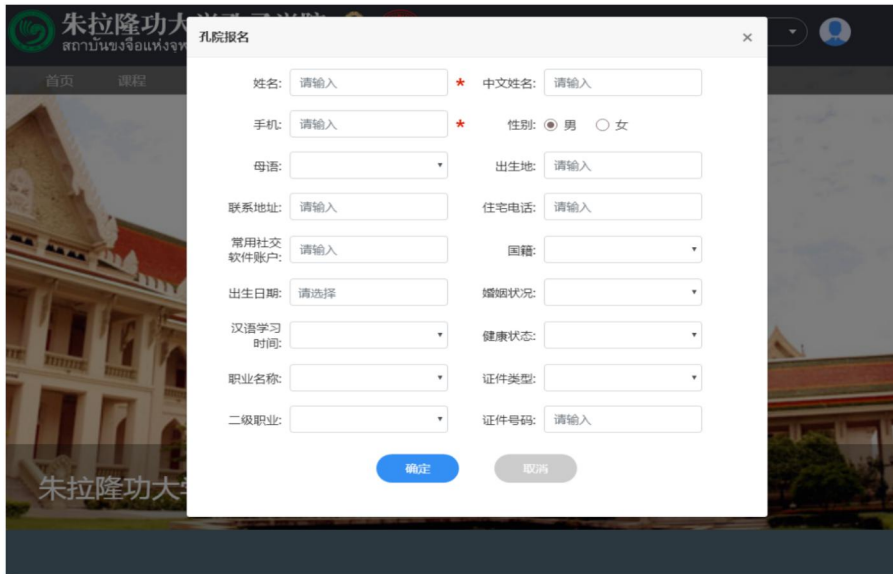 朱拉隆功大
สถาบันขงจื่อแห่งจุฬ
首页 课程
孔院报名 ×
姓名: 请输入 * 中文姓名: 请输入
手机: 请输入 * 性别: 男 女
母语: 出生地: 请输入
联系地址: 请输入 住宅电话: 请输入
常用社交
软件账户: 请输入 国籍:
出生日期: 请选择 婚姻状况:
汉语学习
时间: 健康状态:
职业名称: 证件类型:
二级职业: 证件号码: 请输入
确定 取消
朱拉隆功大